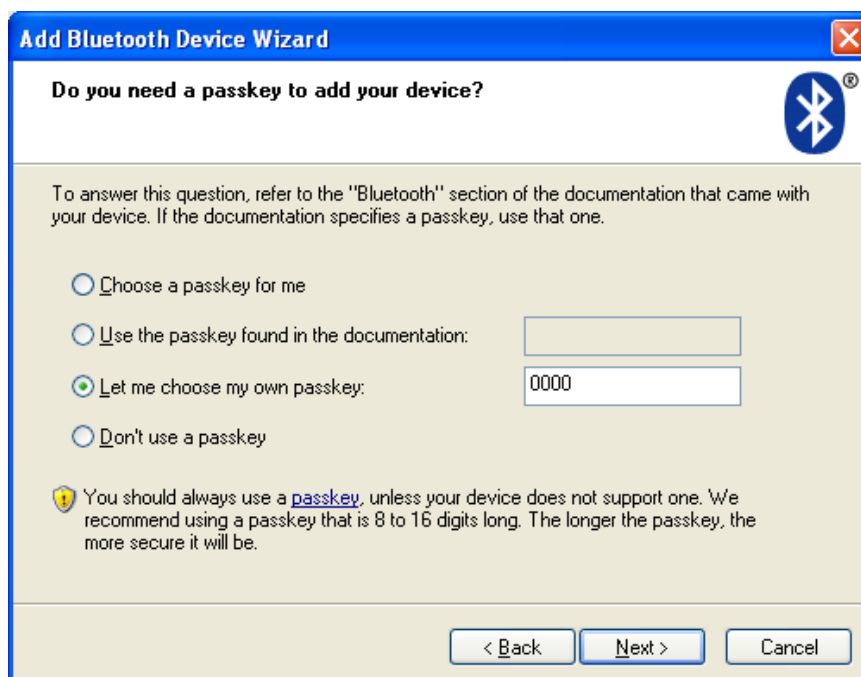 Add Bluetooth Device Wizard
Do you need a passkey to add your device?
®
To answer this question, refer to the "Bluetooth" section of the documentation that came with
your device. If the documentation specifies a passkey, use that one.
Choose a passkey for me
Use the passkey found in the documentation:
Let me choose my own passkey: 0000
Don't use a passkey
You should always use a passkey, unless your device does not support one. We
recommend using a passkey that is 8 to 16 digits long. The longer the passkey, the
more secure it will be.
< Back Next > Cancel